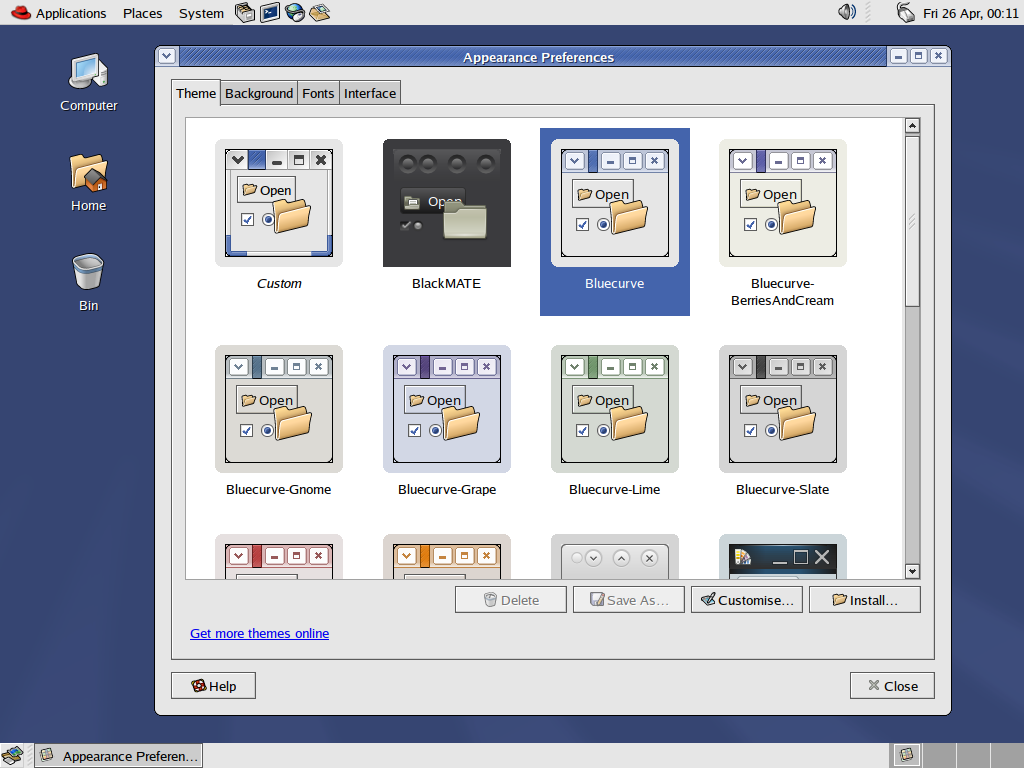 Applications Places System Fri 26 Apr, 00:11
Appearance Preferences
Computer
Home
Bin
Theme Background Fonts Interface
Open Open Open Open
Custom BlackMATE Bluecurve Bluecurve-
BerriesAndCream
Open Open Open Open
Bluecurve-Gnome Bluecurve-Grape Bluecurve-Lime Bluecurve-Slate
Delete Save As... Customise... Install...
Get more themes online
Help Close
Appearance Preferen...